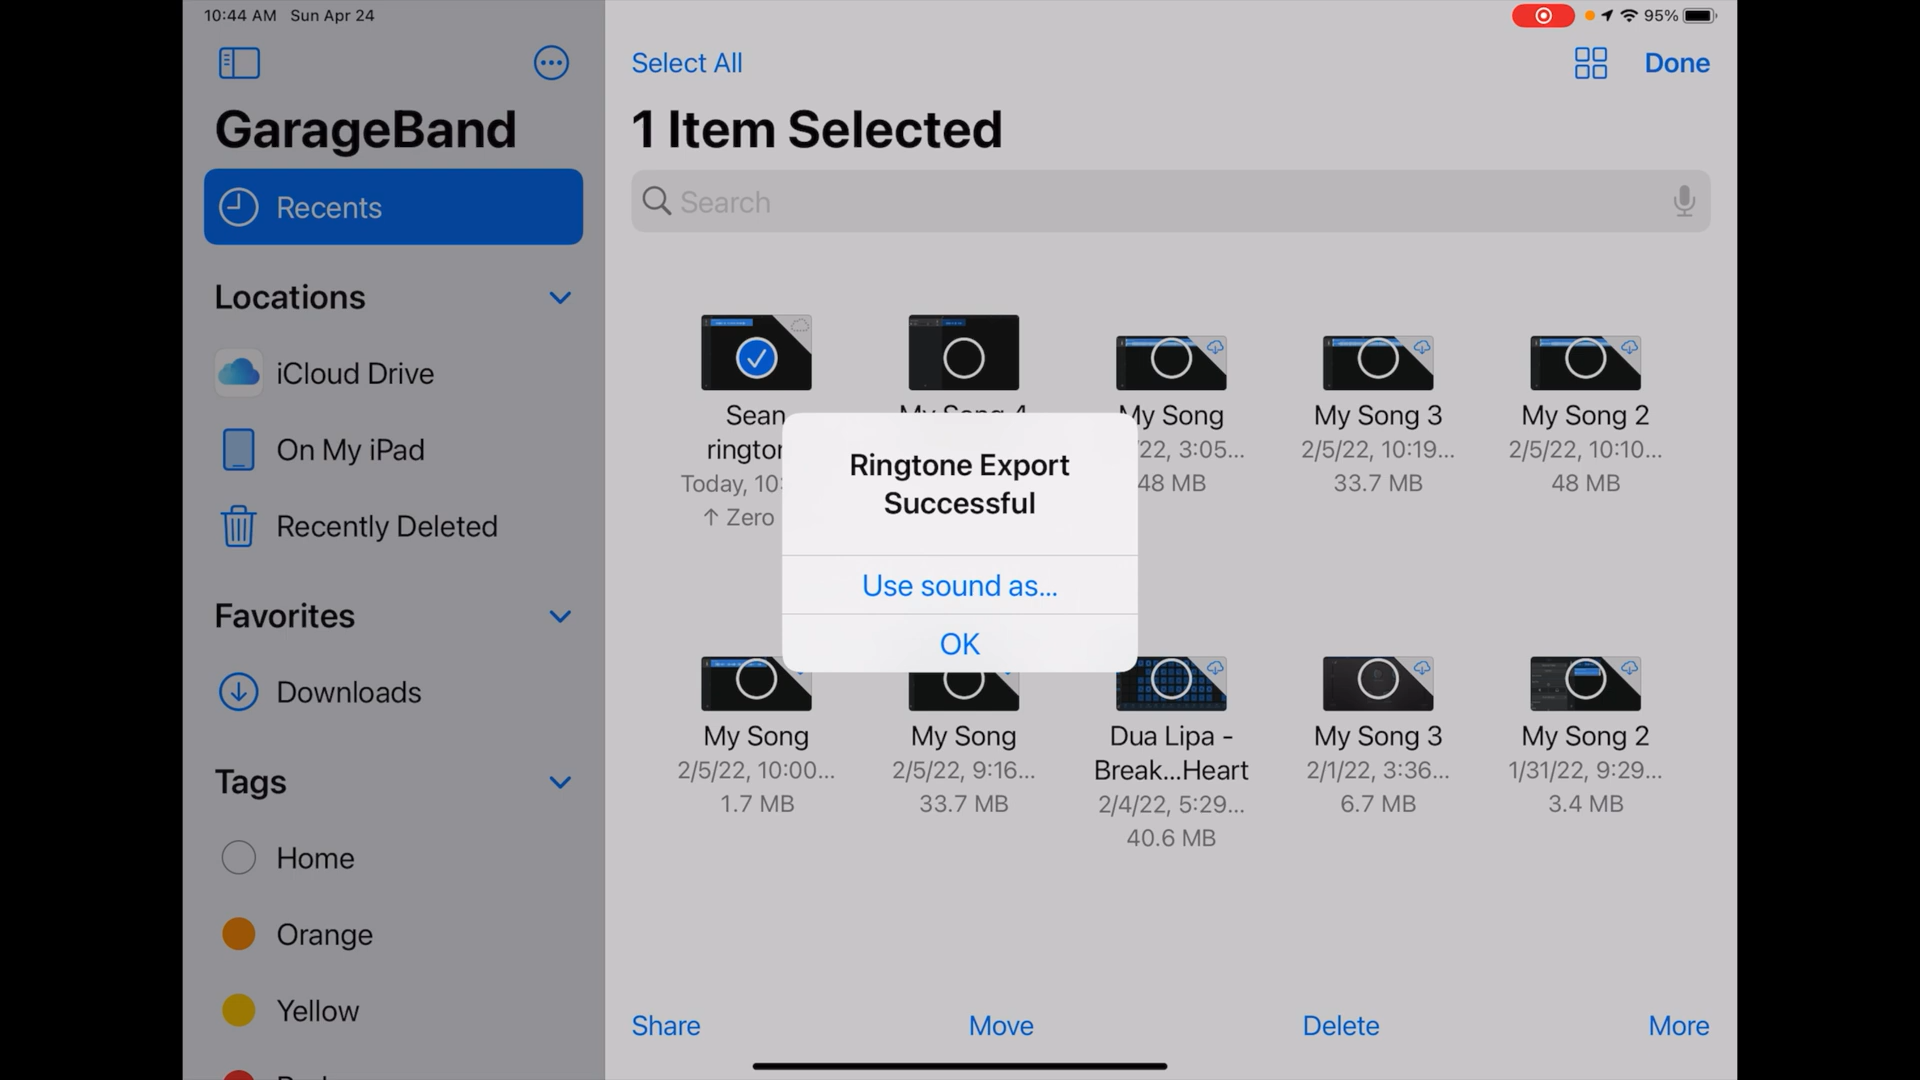 10:44 AM Sun Apr 24
95%
GarageBand
Recents
Locations
iCloud Drive
On My iPad
Recently Deleted
Favorites
Downloads
Tags
Home
Orange
Yellow
Select All
Done
1 Item Selected
Search
Sean
Today, 10:
↑ Zero
My Song 4
My Song
/22, 3:05...
48 MB
My Song 3
2/5/22, 10:19...
33.7 MB
My Song 2
2/5/22, 10:10...
48 MB
Ringtone Export
Successful
Use sound as...
OK
My Song
2/5/22, 10:00...
1.7 MB
My Song
2/5/22, 9:16...
33.7 MB
Dua Lipa -
Break...Heart
2/4/22, 5:29...
40.6 MB
My Song 3
2/1/22, 3:36...
6.7 MB
My Song 2
1/31/22, 9:29...
3.4 MB
Share
Move
Delete
More